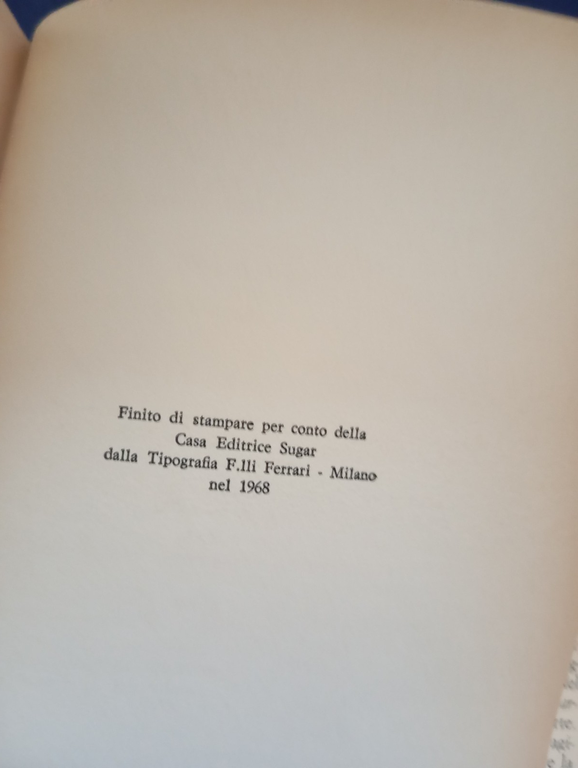 Finito di stampare per conto della
Casa Editrice Sugar
dalla Tipografia F.lli Ferrari - Milano
nel 1968